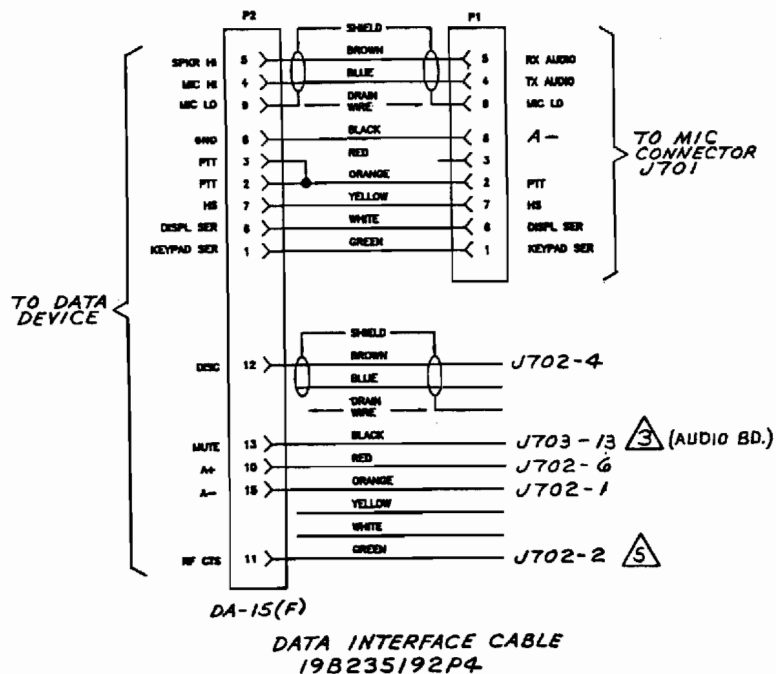 P2 P1
SHIELD
SPKR HI 5 BROWN 5 RX AUDIO
MIC HI 4 BLUE 4 TX AUDIO
MIC LO 9 DRAIN WIRE 9 MIC LO
GND 8 BLACK 8 A-
PTT 3 RED 3
PTT 2 ORANGE 2 PTT
HS 7 YELLOW 7 HS
DISPL SER 6 WHITE 6 DISPL SER
KEYPAD SER 1 GREEN 1 KEYPAD SER
TO MIC
CONNECTOR
J701
TO DATA
DEVICE
SHIELD
DISC 12 BROWN J702-4
BLUE
DRAIN
WIRE
MUTE 13 BLACK J703-13 3 (AUDIO BD.)
A+ 10 RED J702-6
A- 15 ORANGE J702-1
YELLOW
WHITE
RF CTS 11 GREEN J702-2 5
DA-15(F)
DATA INTERFACE CABLE
19B235192P4